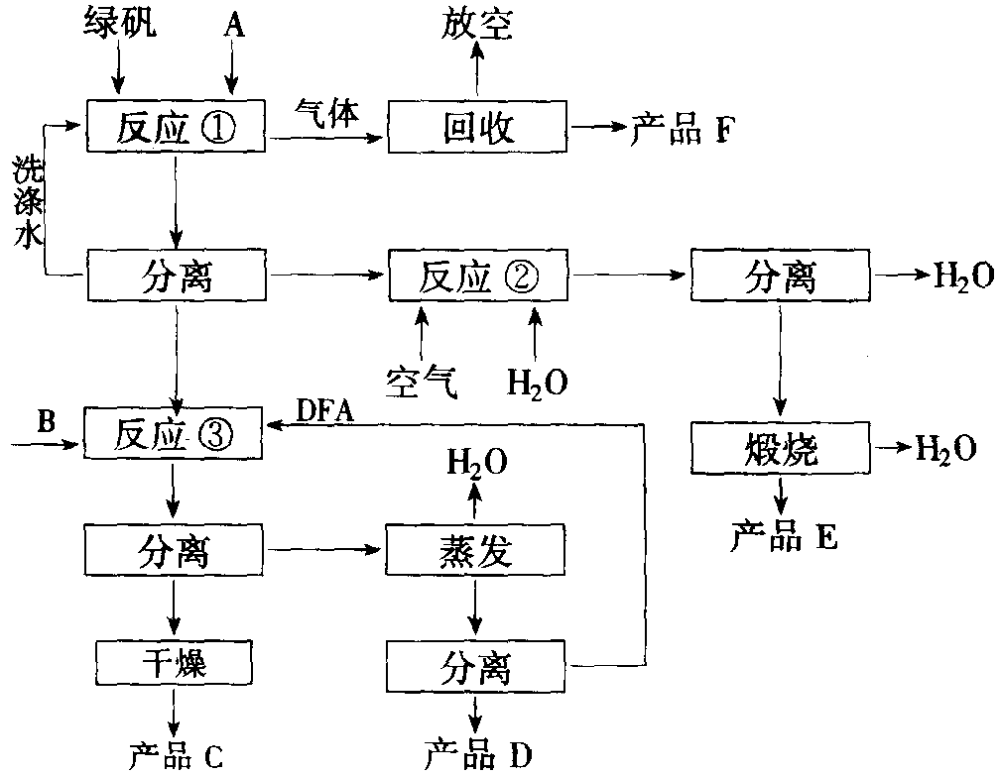 绿矾
A
放空
反应 ①
气体
回收
产品 F
洗涤水
分离
反应 ②
分离
H₂O
空气
H₂O
B
反应 ③
DFA
煅烧
H₂O
H₂O
分离
蒸发
产品 E
干燥
分离
产品 C
产品 D